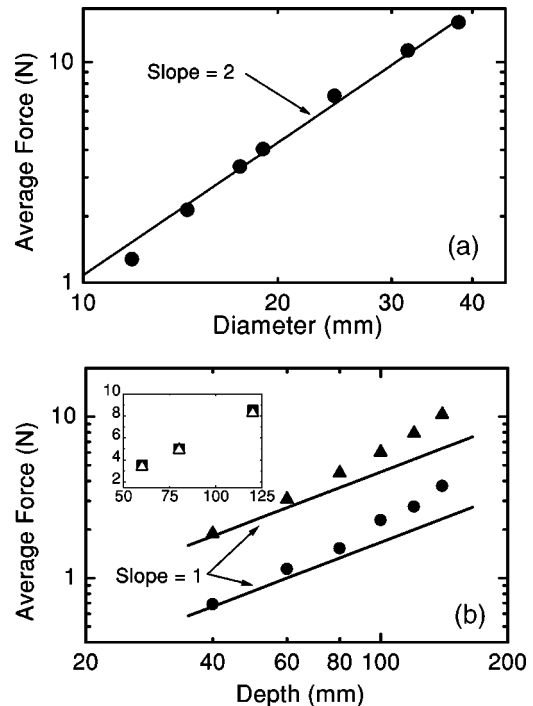 Average Force (N)
10
1
Slope = 2
(a)
10 20 30 40
Diameter (mm)
Average Force (N)
10
1
10
8
6
4
2
50 75 100 125
Slope = 1
(b)
20 40 60 80 100 200
Depth (mm)